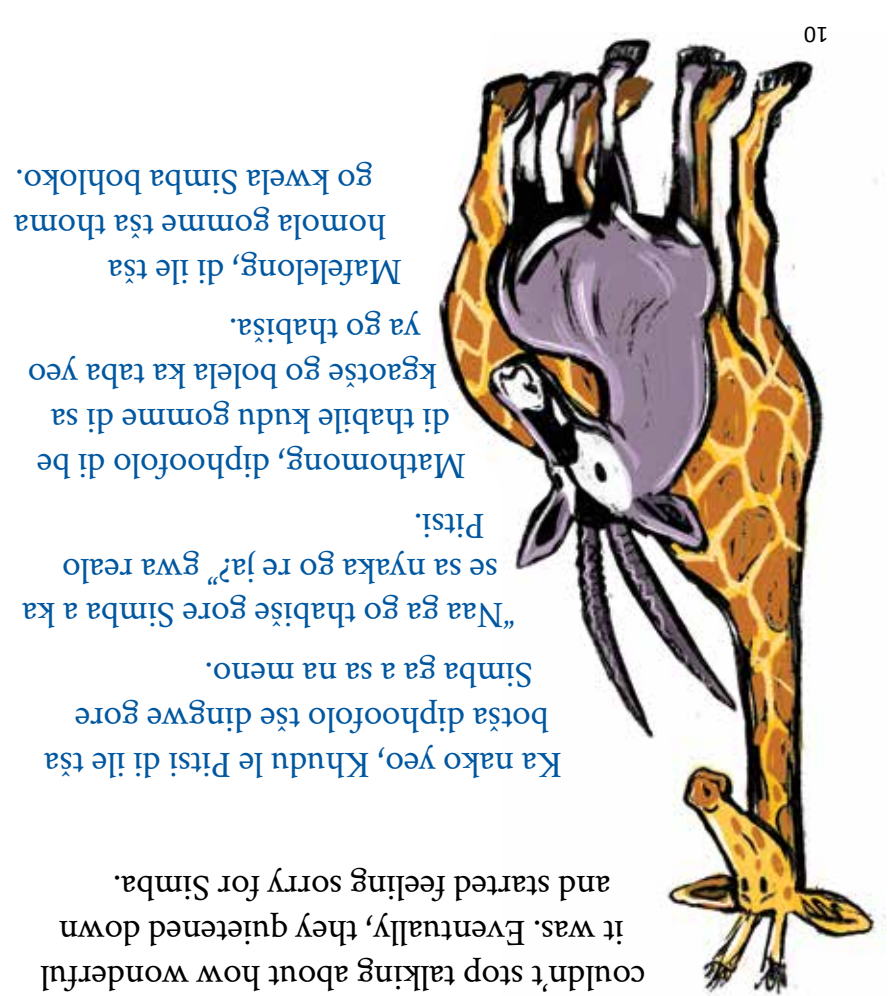 couldn't stop talking about how wonderful
it was. Eventually, they quietened down
and started feeling sorry for Simba.
Ka nako yeo, Khudu le Pitsi di ile tša
botša diphoofolo tše dingwe gore
Simba ga a sa na meno.
"Naa ga go thabiše gore Simba a ka
se sa nyaka go re ja?" gwa realo
Pitsi.
Mathomong, diphoofolo di be
di thabile kudu gomme di sa
kgaotše go bolela ka taba yeo
ya go thabiša.
Mafelelong, di ile tša
homola gomme tša thoma
go kwela Simba bohloko.
10